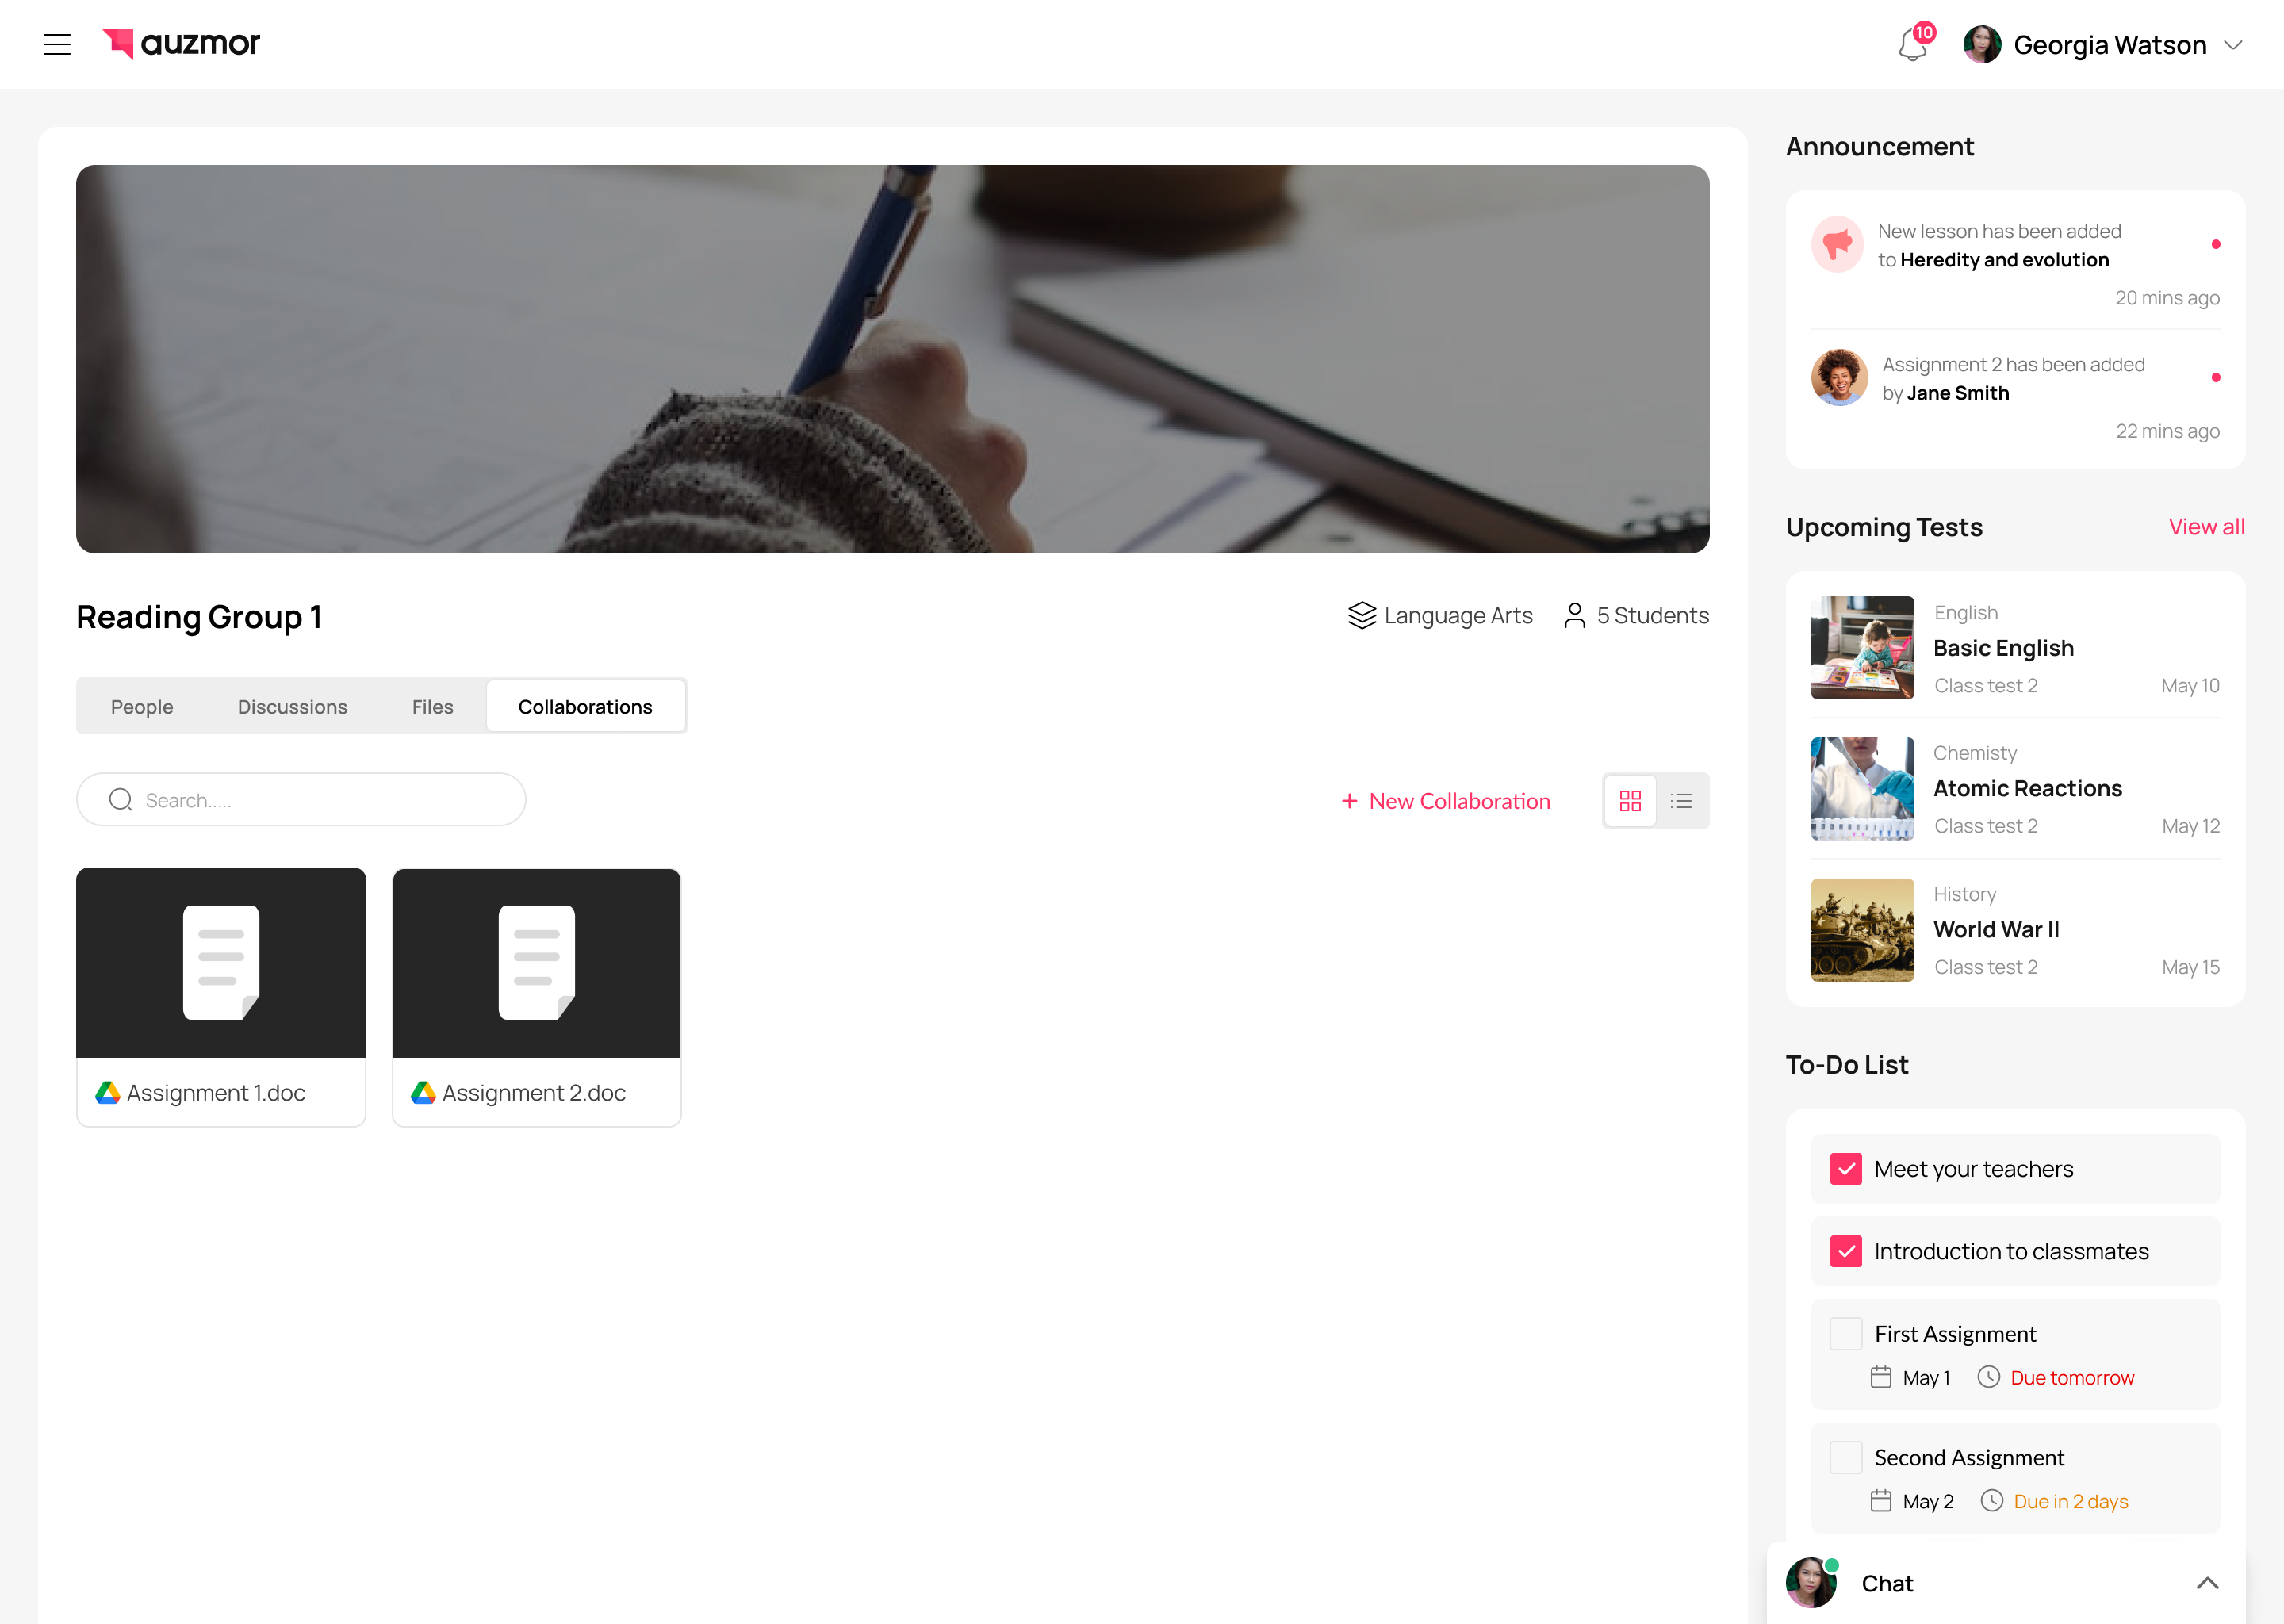 auzmor
10
Georgia Watson
Reading Group 1
Language Arts
5 Students
People
Discussions
Files
Collaborations
Search.....
+ New Collaboration
Assignment 1.doc
Assignment 2.doc
Announcement
New lesson has been added
to Heredity and evolution
20 mins ago
Assignment 2 has been added
by Jane Smith
22 mins ago
Upcoming Tests
View all
English
Basic English
Class test 2
May 10
Chemisty
Atomic Reactions
Class test 2
May 12
History
World War II
Class test 2
May 15
To-Do List
Meet your teachers
Introduction to classmates
First Assignment
May 1
Due tomorrow
Second Assignment
May 2
Due in 2 days
Chat